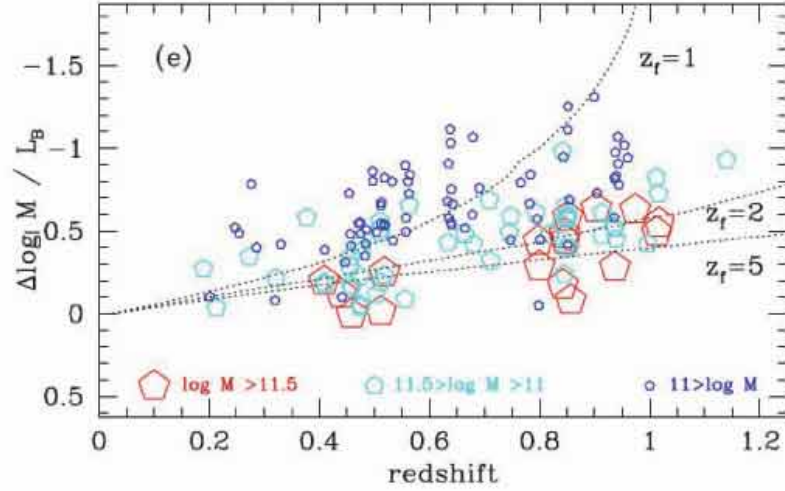 (e)
z_f=1
-1.5
-1
0.5
0
0.5
z_f=2
z_f=5
Δlog M / L_B
log M >11.5
11.5>log M >11
11>log M
0 0.2 0.4 0.6 0.8 1 1.2
redshift